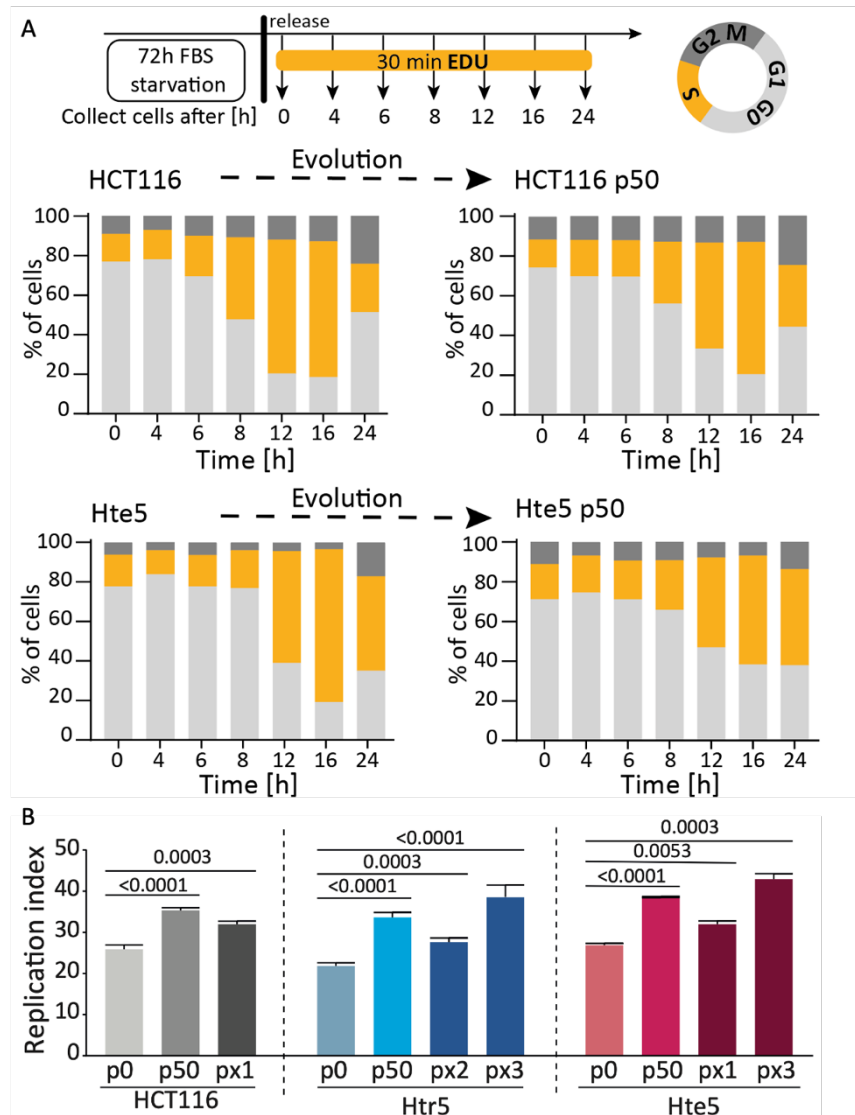 A
release
72h FBS
starvation
30 min EDU
Collect cells after [h]
0 4 6 8 12 16 24
G2 M
G1
S
G0
Evolution
HCT116
HCT116 p50
% of cells
100
80
60
40
20
0
0 4 6 8 12 16 24
Time [h]
% of cells
100
80
60
40
20
0
0 4 6 8 12 16 24
Time [h]
Evolution
Hte5
Hte5 p50
% of cells
100
80
60
40
20
0
0 4 6 8 12 16 24
Time [h]
% of cells
100
80
60
40
20
0
0 4 6 8 12 16 24
Time [h]
B
Replication index
50
40
30
20
10
0
0.0003
<0.0001
<0.0001
0.0003
<0.0001
0.0003
0.0053
<0.0001
p0 p50 px1
HCT116
p0 p50 px2 px3
Htr5
p0 p50 px1 px3
Hte5